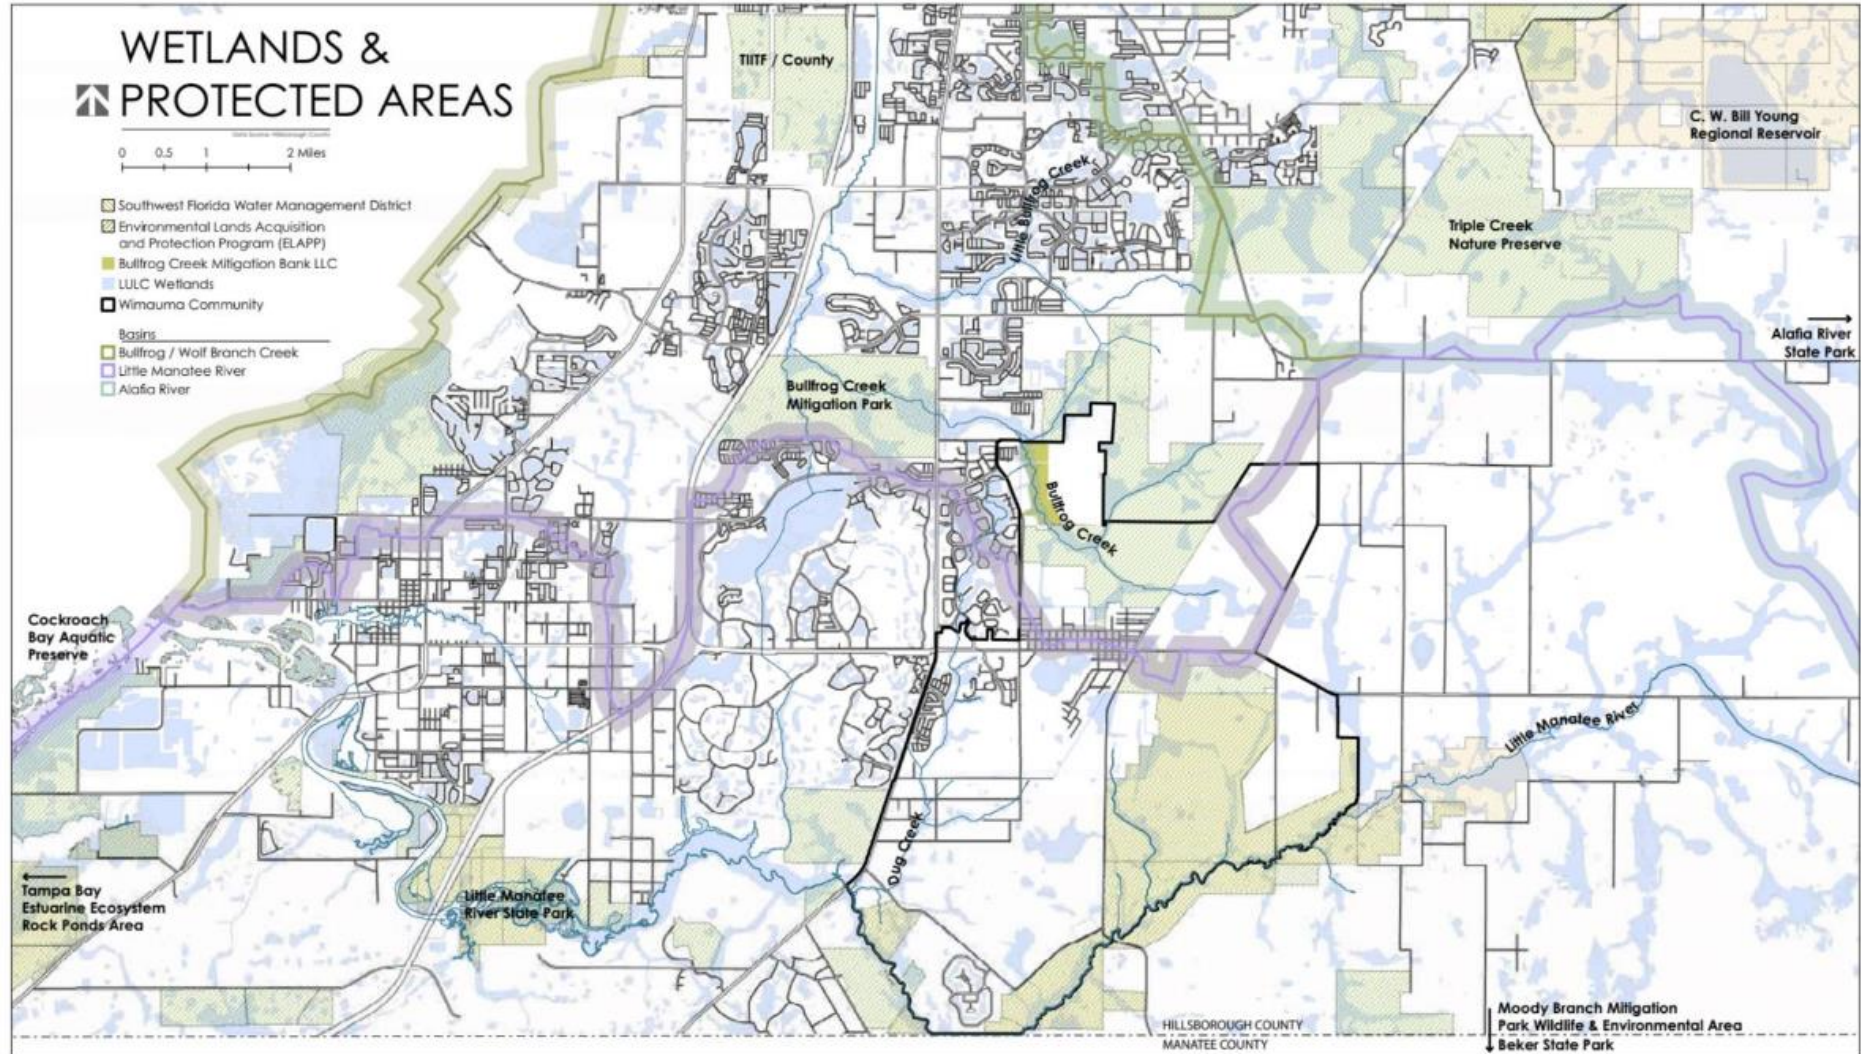 WETLANDS &
PROTECTED AREAS
Data Source: Hillsborough County
0 0.5 1 2 Miles
Southwest Florida Water Management District
Environmental Lands Acquisition
and Protection Program (ELAPP)
Bullfrog Creek Mitigation Bank LLC
LULC Wetlands
Wimauma Community
Basins
Bullfrog / Wolf Branch Creek
Little Manatee River
Alafia River
TIITF / County
C. W. Bill Young
Regional Reservoir
Little Bullfrog Creek
Triple Creek
Nature Preserve
Alafia River
State Park
Bullfrog Creek
Mitigation Park
Bullfrog Creek
Cockroach
Bay Aquatic
Preserve
Little Manatee River
Dug Creek
Tampa Bay
Estuarine Ecosystem
Rock Ponds Area
Little Manatee
River State Park
Moody Branch Mitigation
Park Wildlife & Environmental Area
Beker State Park
HILLSBOROUGH COUNTY
MANATEE COUNTY